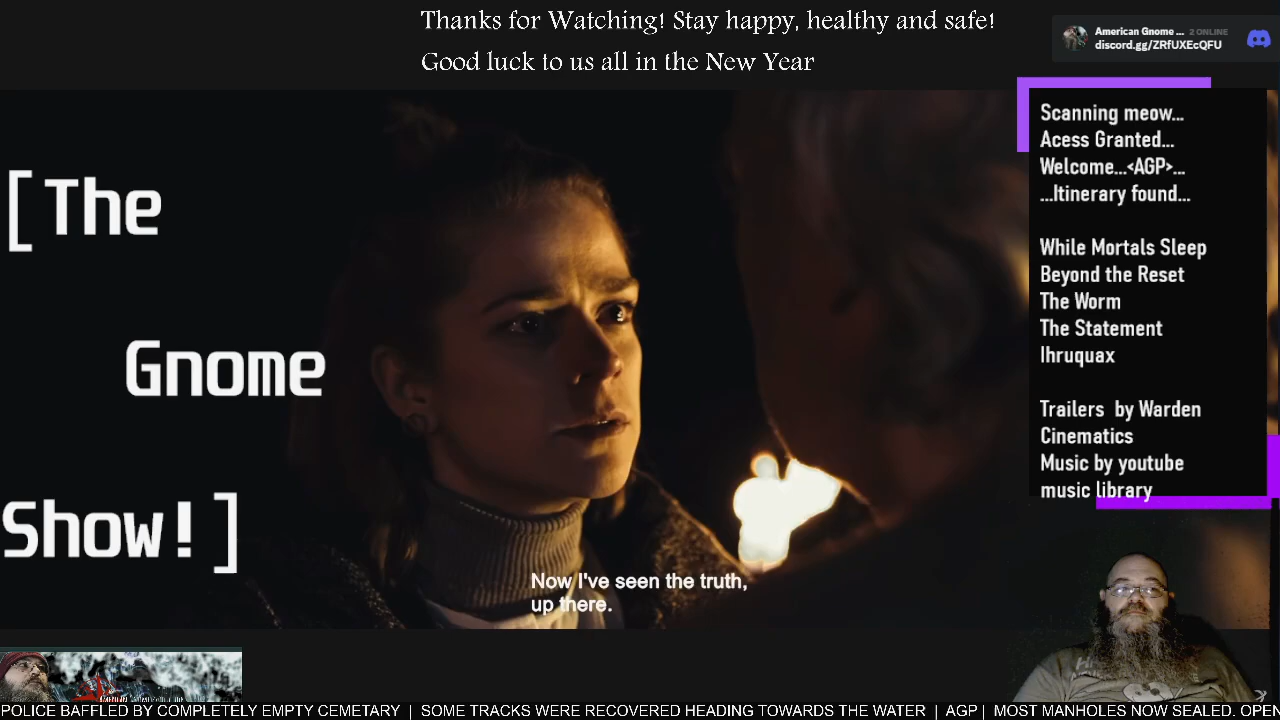 Thanks for Watching! Stay happy, healthy and safe!
Good luck to us all in the New Year
American Gnome ... 2 ONLINE
discord.gg/ZRfUXEcQFU
[The
Gnome
Show!]
Scanning meow...
Acess Granted...
Welcome...<AGP>...
...Itinerary found...
While Mortals Sleep
Beyond the Reset
The Worm
The Statement
Ihruquax
Trailers by Warden
Cinematics
Music by youtube
music library
Now I've seen the truth,
up there.
POLICE BAFFLED BY COMPLETELY EMPTY CEMETARY | SOME TRACKS WERE RECOVERED HEADING TOWARDS THE WATER | AGP | MOST MANHOLES NOW SEALED. OPEN